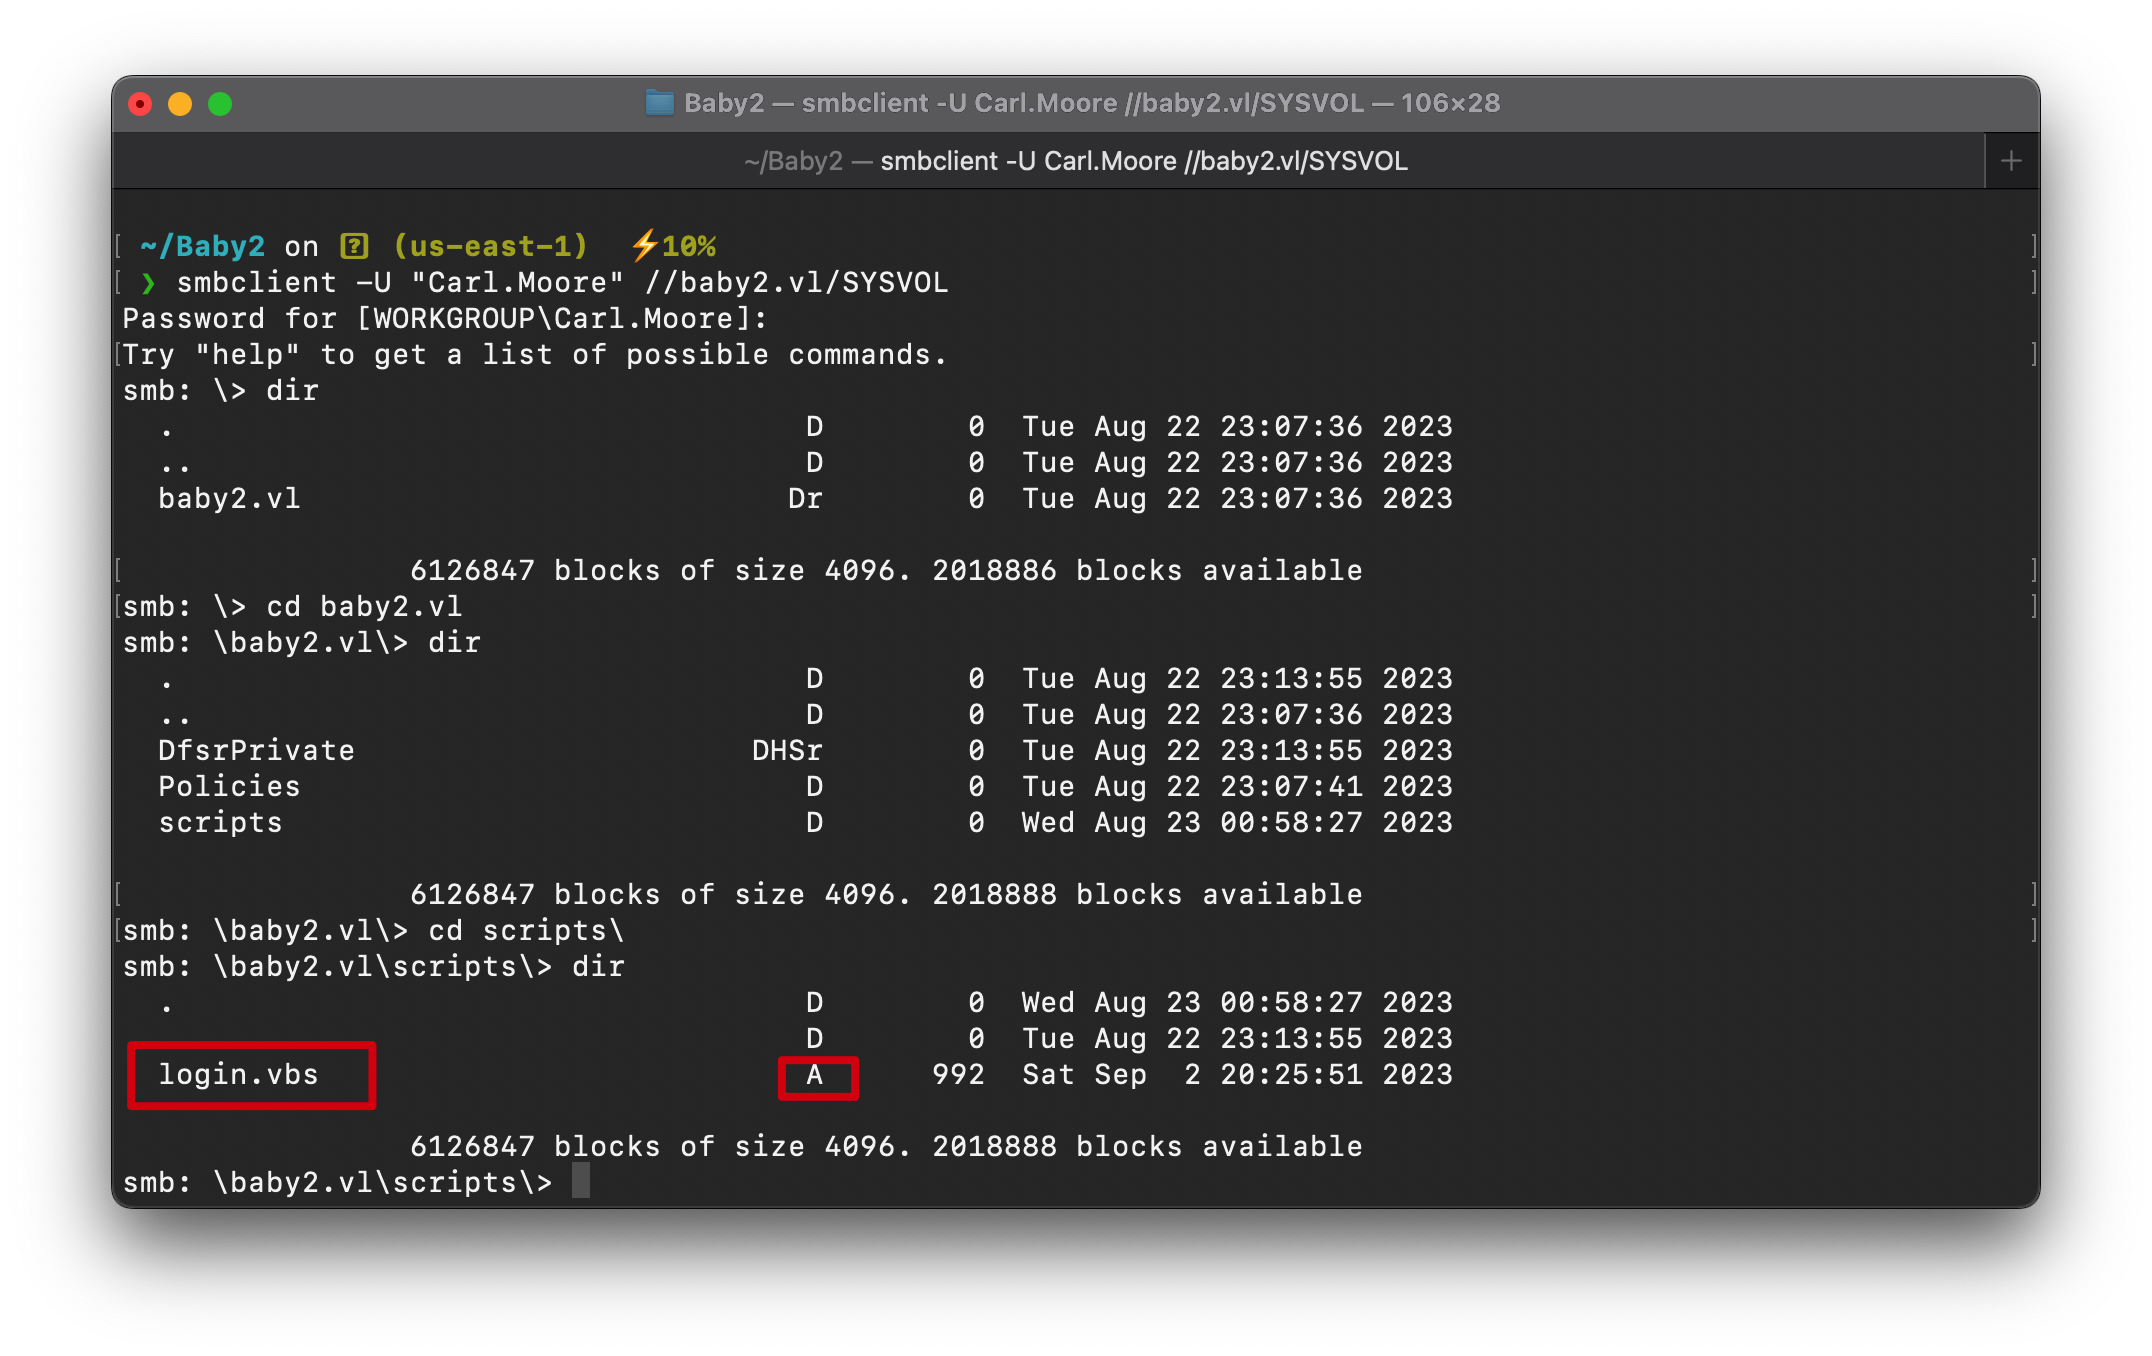 Baby2 — smbclient -U Carl.Moore //baby2.vl/SYSVOL — 106×28
~/Baby2 — smbclient -U Carl.Moore //baby2.vl/SYSVOL +
[ ~/Baby2 on ? (us-east-1) ⚡10% ]
[ ❯ smbclient -U "Carl.Moore" //baby2.vl/SYSVOL ]
Password for [WORKGROUP\Carl.Moore]:
[Try "help" to get a list of possible commands. ]
smb: \> dir
. D 0 Tue Aug 22 23:07:36 2023
.. D 0 Tue Aug 22 23:07:36 2023
baby2.vl Dr 0 Tue Aug 22 23:07:36 2023
[ 6126847 blocks of size 4096. 2018886 blocks available ]
[smb: \> cd baby2.vl ]
smb: \baby2.vl\> dir
. D 0 Tue Aug 22 23:13:55 2023
.. D 0 Tue Aug 22 23:07:36 2023
DfsrPrivate DHSr 0 Tue Aug 22 23:13:55 2023
Policies D 0 Tue Aug 22 23:07:41 2023
scripts D 0 Wed Aug 23 00:58:27 2023
[ 6126847 blocks of size 4096. 2018888 blocks available ]
[smb: \baby2.vl\> cd scripts\ ]
smb: \baby2.vl\scripts\> dir
. D 0 Wed Aug 23 00:58:27 2023
D 0 Tue Aug 22 23:13:55 2023
login.vbs A 992 Sat Sep 2 20:25:51 2023
6126847 blocks of size 4096. 2018888 blocks available
smb: \baby2.vl\scripts\>